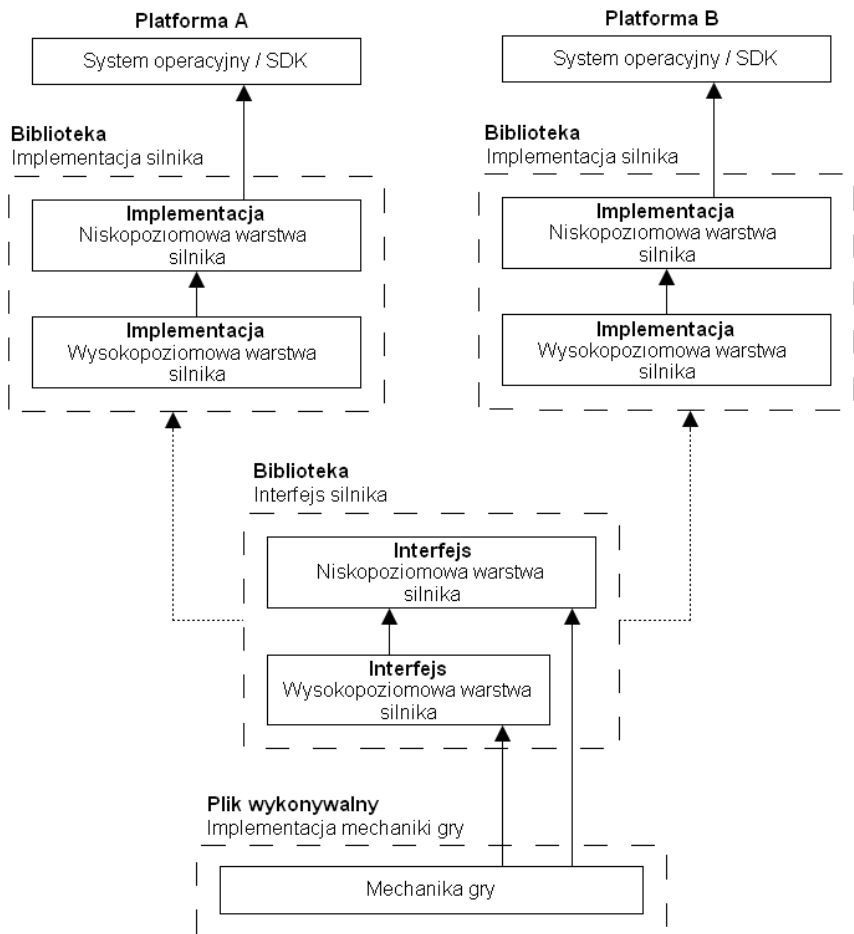 Platforma A
System operacyjny / SDK
Biblioteka
Implementacja silnika
Implementacja
Niskopoziomowa warstwa
silnika
Implementacja
Wysokopoziomowa warstwa
silnika
Platforma B
System operacyjny / SDK
Biblioteka
Implementacja silnika
Implementacja
Niskopoziomowa warstwa
silnika
Implementacja
Wysokopoziomowa warstwa
silnika
Biblioteka
Interfejs silnika
Interfejs
Niskopoziomowa warstwa
silnika
Interfejs
Wysokopoziomowa warstwa
silnika
Plik wykonywalny
Implementacja mechaniki gry
Mechanika gry